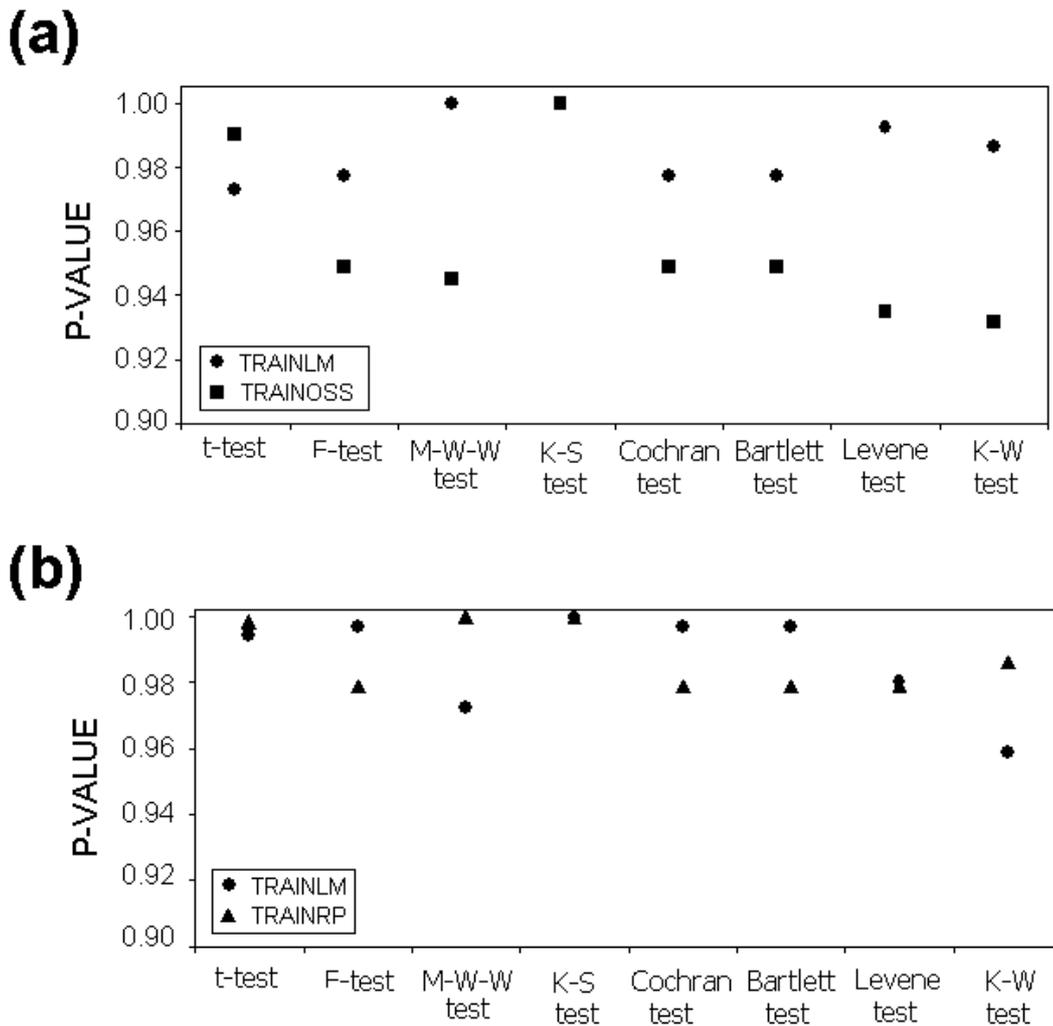 (a)
1.00
0.98
0.96
0.94
0.92
0.90
P-VALUE
TRAINLM
TRAINOSS
t-test
F-test
M-W-W
test
K-S
test
Cochran
test
Bartlett
test
Levene
test
K-W
test
(b)
1.00
0.98
0.96
0.94
0.92
0.90
P-VALUE
TRAINLM
TRAINRP
t-test
F-test
M-W-W
test
K-S
test
Cochran
test
Bartlett
test
Levene
test
K-W
test